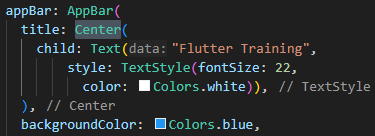 appBar: AppBar(
title: Center(
child: Text(data: "Flutter Training",
style: TextStyle(fontSize: 22,
color: Colors.white)), // TextStyle
), // Center
backgroundColor: Colors.blue,